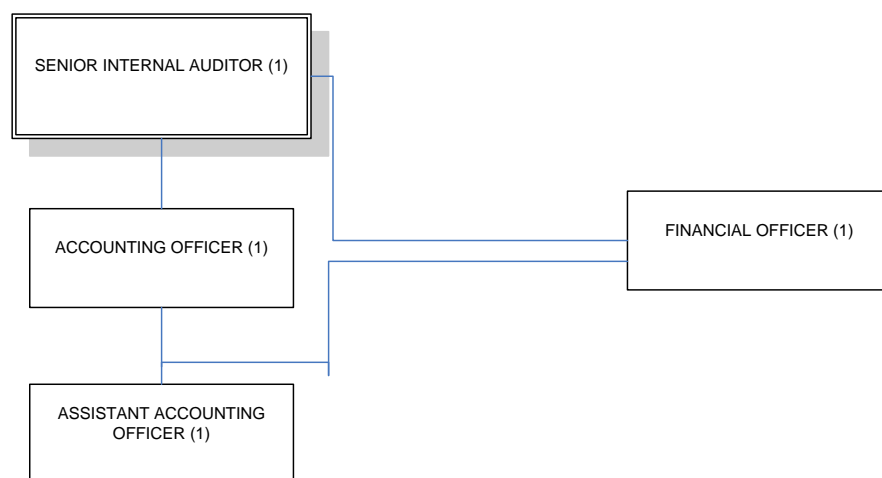 SENIOR INTERNAL AUDITOR (1)
ACCOUNTING OFFICER (1)
FINANCIAL OFFICER (1)
ASSISTANT ACCOUNTING
OFFICER (1)